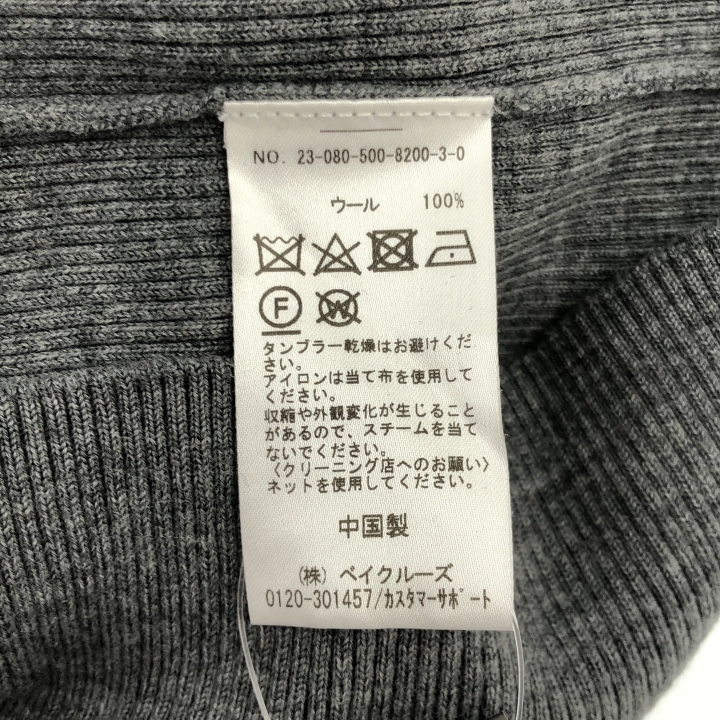 NO. 23-080-500-8200-3-0
ウール 100%
F W
タンブラー乾燥はお避けくだ
さい。
アイロンは当て布を使用して
ください。
収縮や外観変化が生じること
があるので、スチームを当て
ないでください。
〈クリーニング店へのお願い〉
ネットを使用してください。
中国製
(株) ベイクルーズ
0120-301457/カスタマーサポート